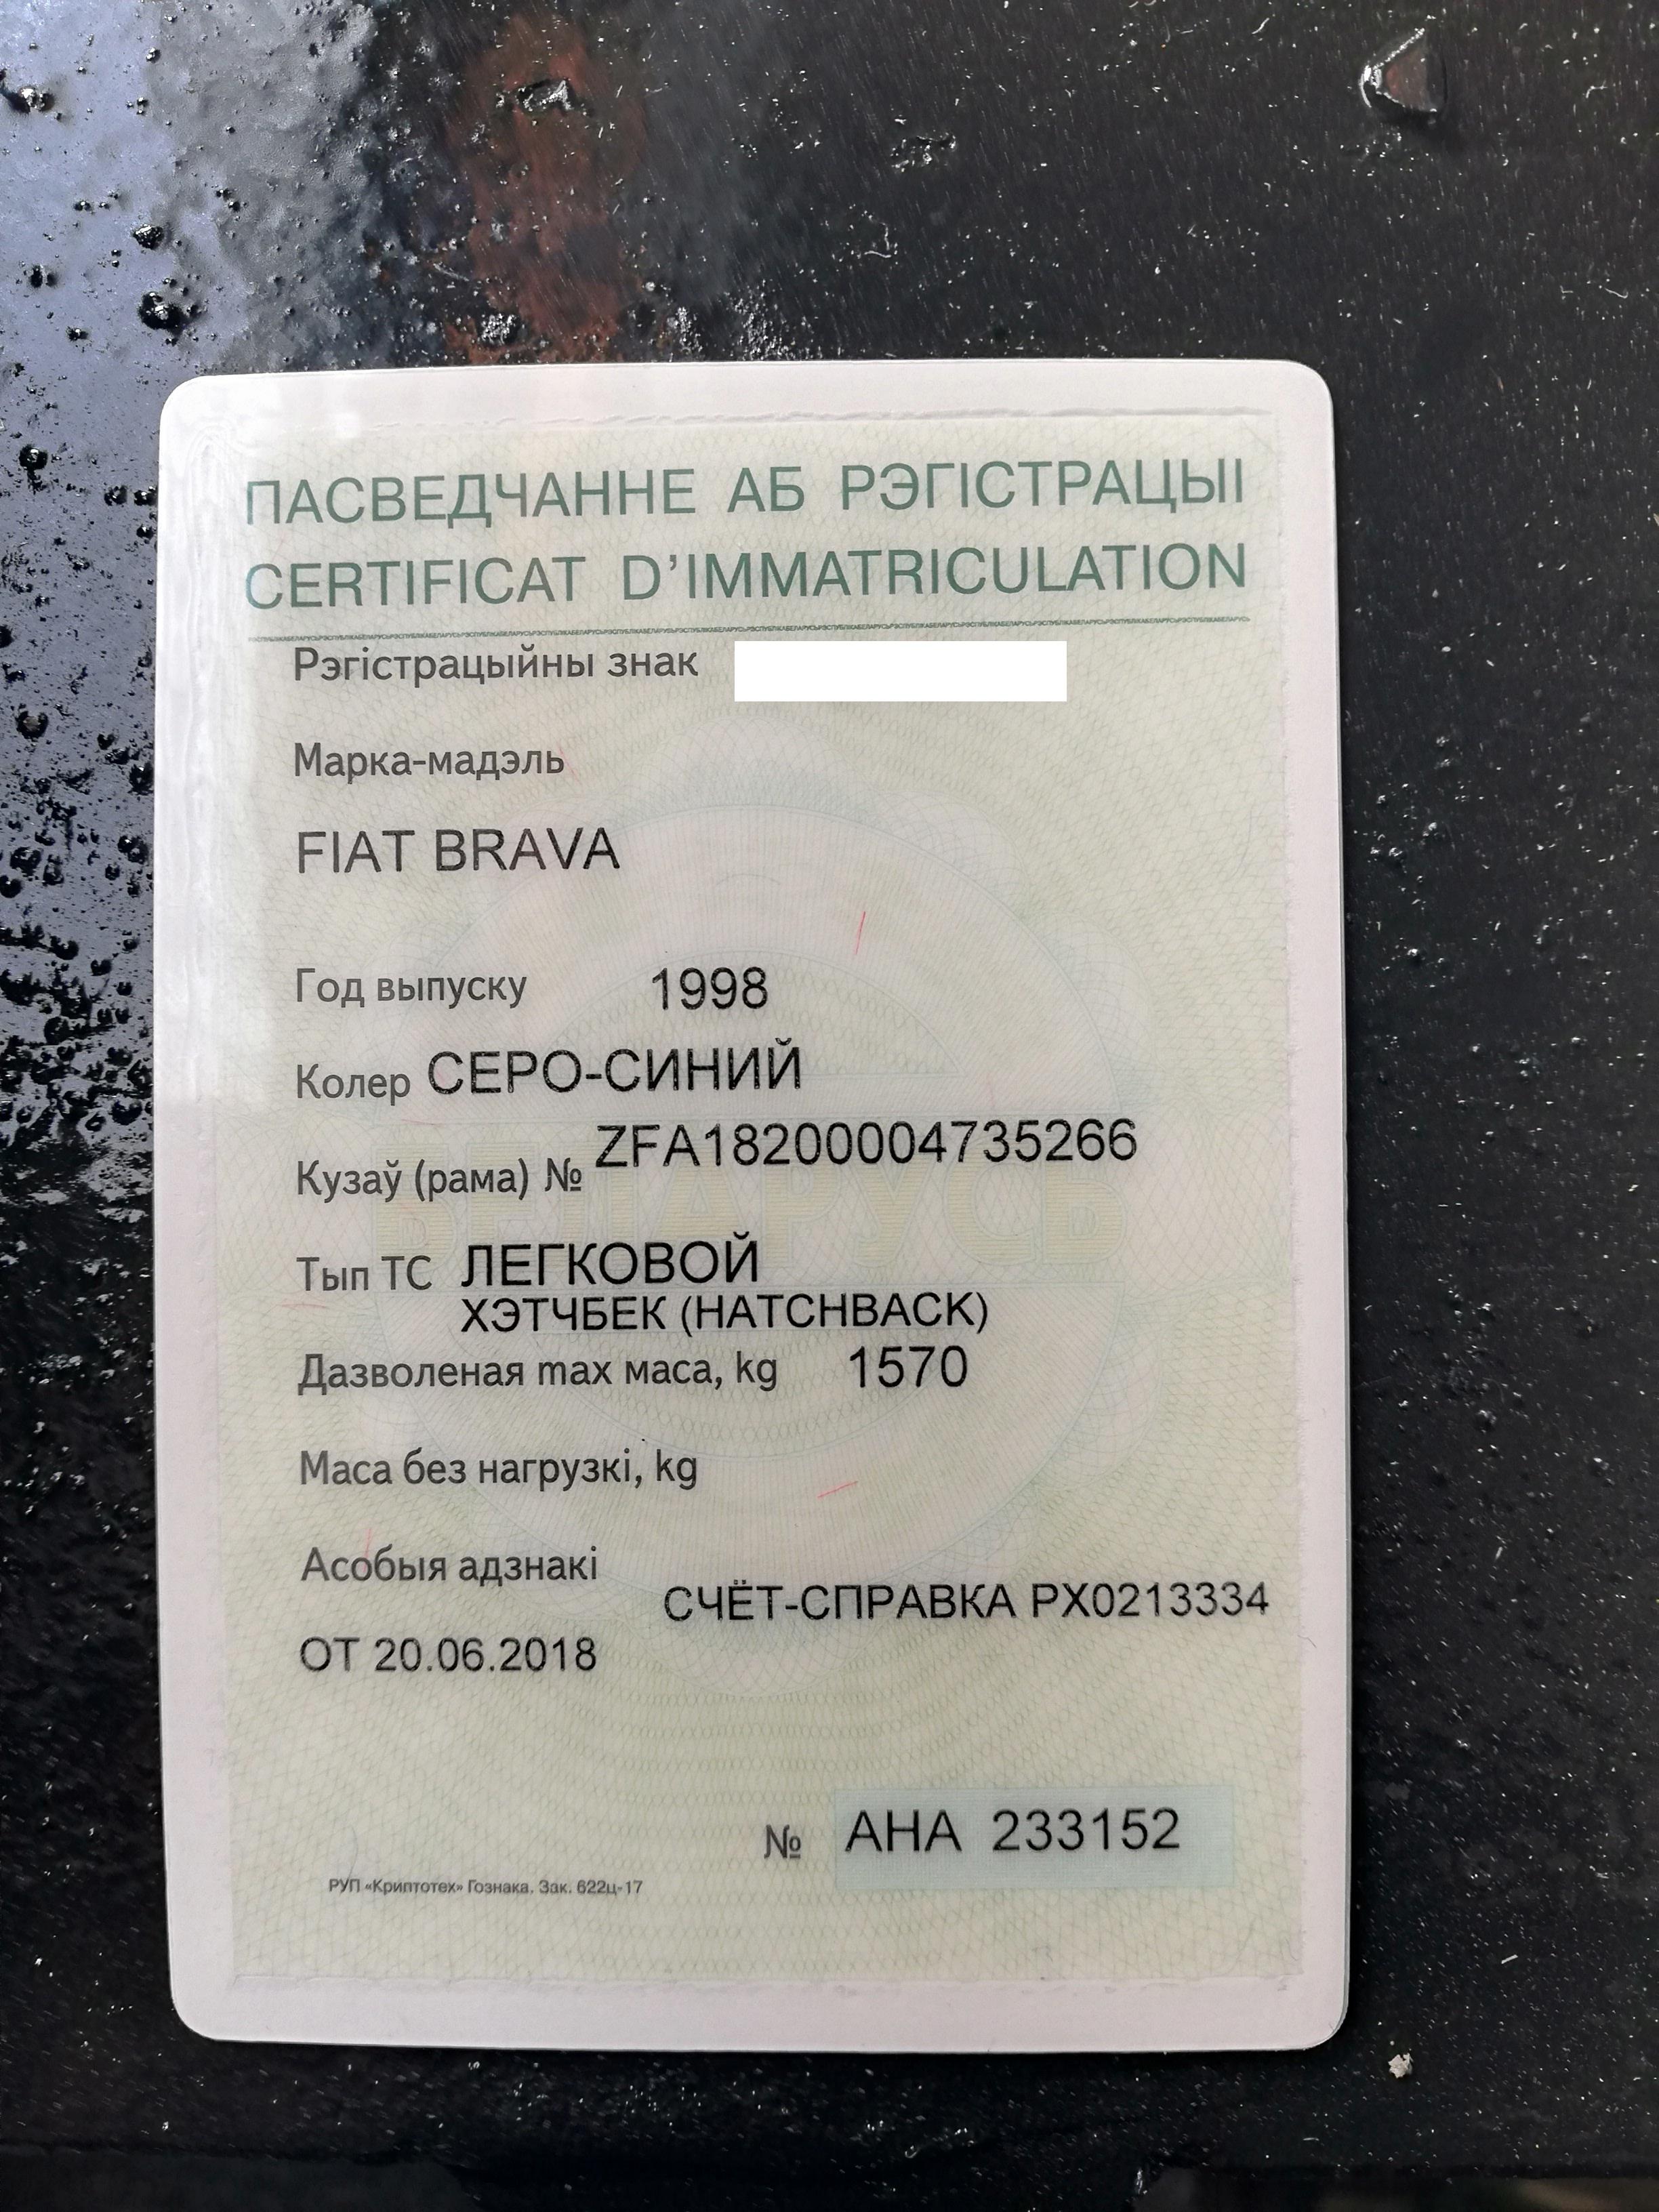 ПАСВЕДЧАННЕ АБ РЭГІСТРАЦЫІ
CERTIFICAT D'IMMATRICULATION
Рэгістрацыйны знак
Марка-мадэль
FIAT BRAVA
Год выпуску 1998
Колер СЕРО-СИНИЙ
Кузаў (рама) № ZFA18200004735266
Тып ТС ЛЕГКОВОЙ
ХЭТЧБЕК (HATCHBACK)
Дазволеная max маса, kg 1570
Маса без нагрузкі, kg
Асобыя адзнакі
СЧЁТ-СПРАВКА РХ0213334
ОТ 20.06.2018
БЕЛАРУСЬ
№ АНА 233152
РУП «Криптотех» Гознака. Зак. 622ц-17